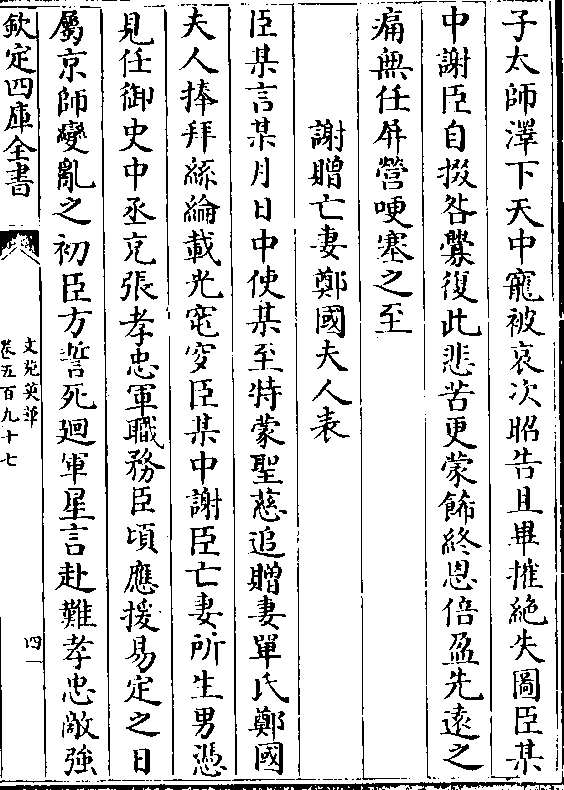 子太師澤下天中寵被哀次昭告且畢摧絶失圖臣某
中謝臣自掇咎釁復此悲苦更蒙飾終恩倍盈先逺之
痛無任屏營哽塞之至
謝贈亡妻鄭國夫人表
臣某言某月日中使某至特蒙聖慈追贈妻單氏鄭國
夫人捧拜絲綸載光窀穸臣某中謝臣亡妻所生男憑
見任御史中丞充張孝忠軍職務臣頃應援易定之日
屬京師變亂之初臣方誓死廻軍星言赴難孝忠敵強
欽定四庫全書
文苑英華
卷五百九十七
四